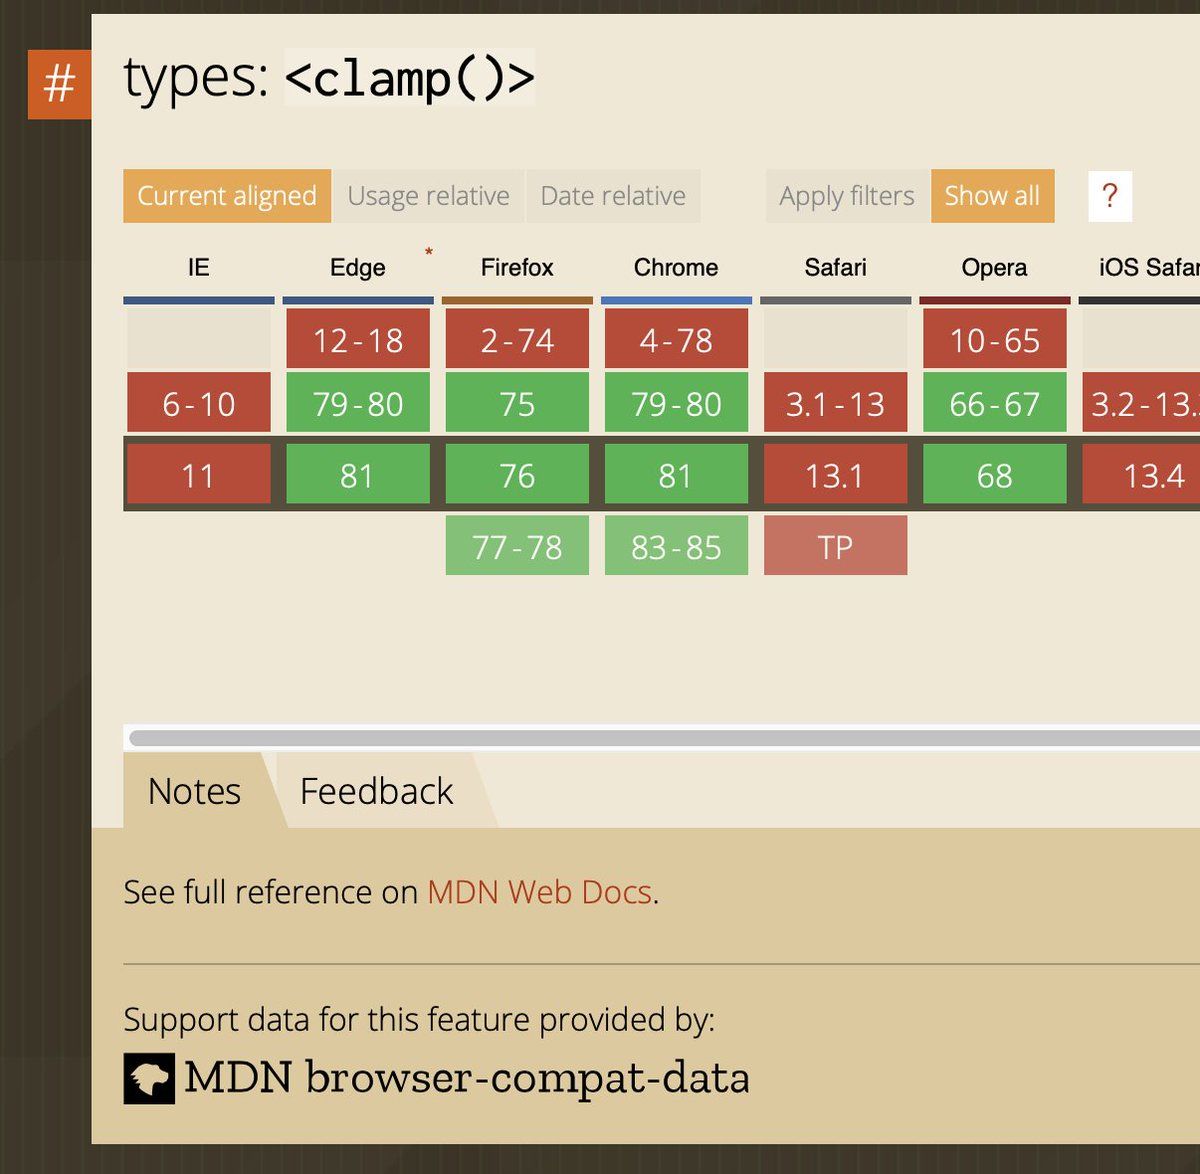 #
types: <clamp()>
Current aligned Usage relative Date relative Apply filters Show all ?
IE Edge * Firefox Chrome Safari Opera iOS Safar
12-18 2-74 4-78 10-65
6-10 79-80 75 79-80 3.1-13 66-67 3.2-13.
11 81 76 81 13.1 68 13.4
77-78 83-85 TP
Notes Feedback
See full reference on MDN Web Docs.
Support data for this feature provided by:
MDN browser-compat-data